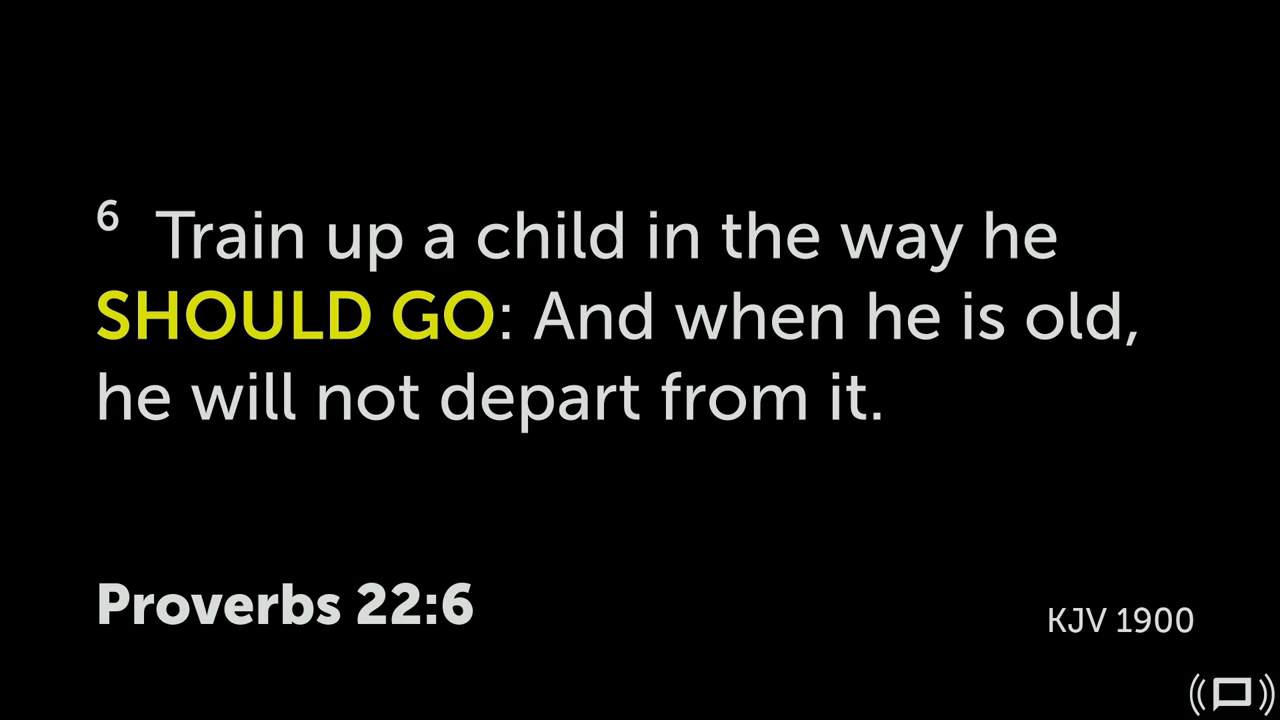 6 Train up a child in the way he
SHOULD GO: And when he is old,
he will not depart from it.
Proverbs 22:6
KJV 1900